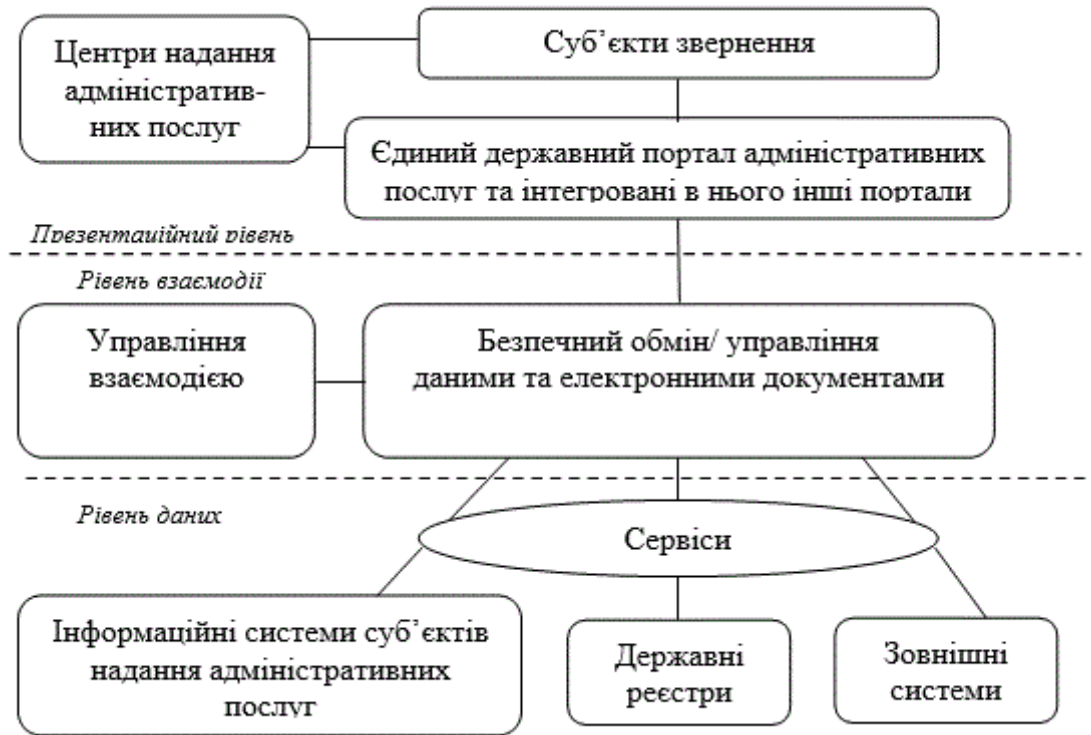 Центри надання
адміністратив-
них послуг
Суб’єкти звернення
Єдиний державний портал адміністративних
послуг та інтегровані в нього інші портали
Презентаційний рівень
Рівень взаємодії
Управління
взаємодією
Безпечний обмін/ управління
даними та електронними документами
Рівень даних
Сервіси
Інформаційні системи суб’єктів
надання адміністративних
послуг
Державні
реєстри
Зовнішні
системи